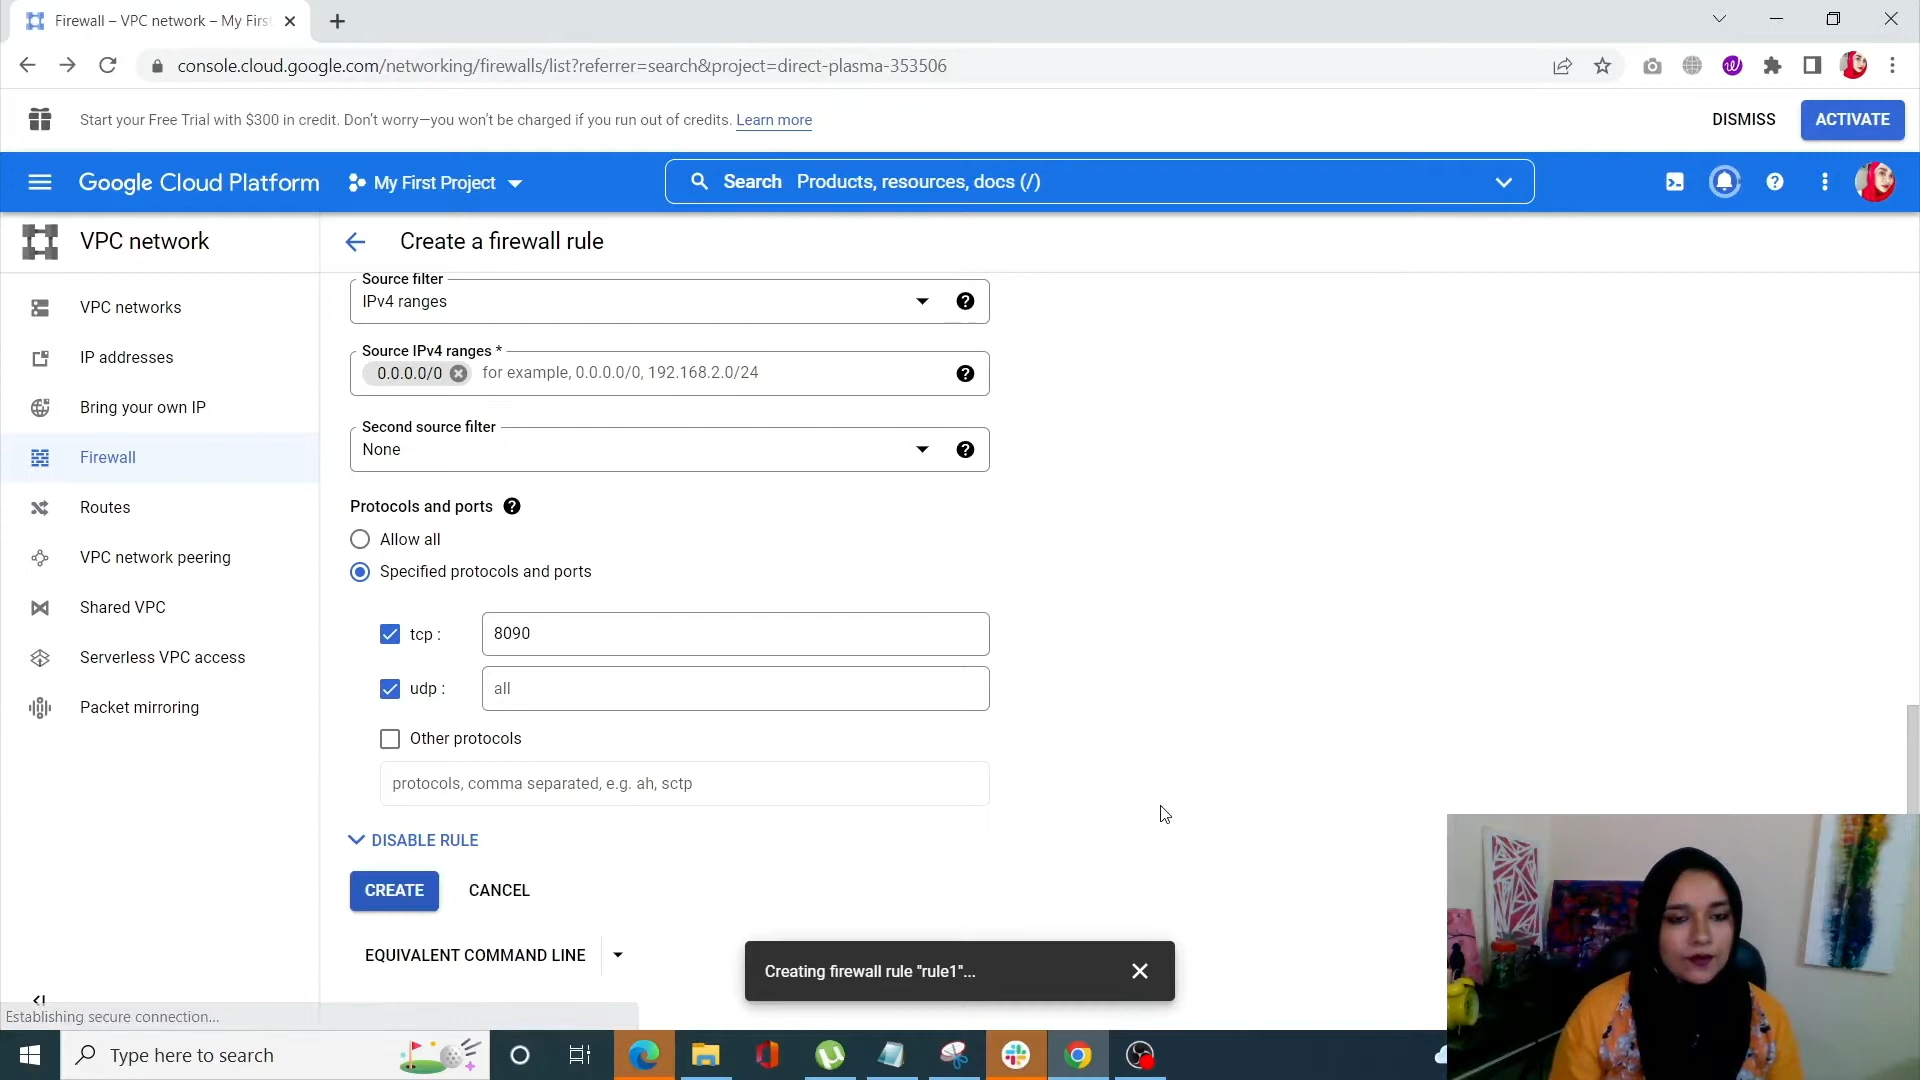 Firewall – VPC network – My First
console.cloud.google.com/networking/firewalls/list?referrer=search&project=direct-plasma-353506
Start your Free Trial with $300 in credit. Don't worry—you won't be charged if you run out of credits. Learn more
DISMISS
ACTIVATE
Google Cloud Platform
My First Project
Search Products, resources, docs (/)
VPC network
Create a firewall rule
VPC networks
IP addresses
Bring your own IP
Firewall
Routes
VPC network peering
Shared VPC
Serverless VPC access
Packet mirroring
Source filter
IPv4 ranges
Source IPv4 ranges *
0.0.0.0/0 for example, 0.0.0.0/0, 192.168.2.0/24
Second source filter
None
Protocols and ports
Allow all
Specified protocols and ports
tcp : 8090
udp : all
Other protocols
protocols, comma separated, e.g. ah, sctp
DISABLE RULE
CREATE CANCEL
EQUIVALENT COMMAND LINE
Creating firewall rule "rule1"...
Establishing secure connection...
Type here to search